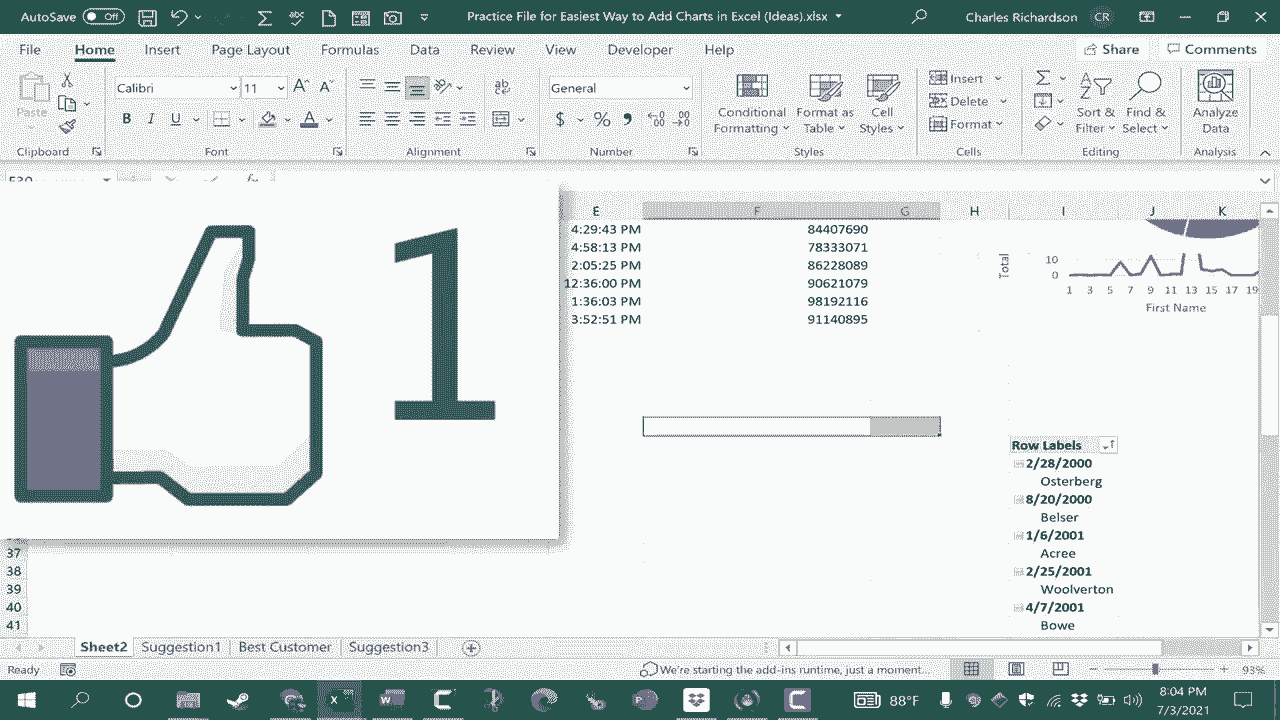 AutoSave Off Practice File for Easiest Way to Add Charts in Excel (Ideas).xlsx Charles Richardson CR
File Home Insert Page Layout Formulas Data Review View Developer Help Share Comments
Paste
Clipboard
Calibri 11
B I U A
Font
Alignment
General
$ % 9
Number
Conditional Formatting
Format as Table
Cell Styles
Styles
Insert
Delete
Format
Cells
Sort & Filter
Find & Select
Editing
Analyze Data
Analysis
1
E F G H I J K
4:29:43 PM 84407690
4:58:13 PM 78333071
2:05:25 PM 86228089
12:36:00 PM 90621079
1:36:03 PM 98192116
3:52:51 PM 91140895
Total
10
0
1 3 5 7 9 11 13 15 17 19
First Name
Row Labels
2/28/2000
Osterberg
8/20/2000
Belser
1/6/2001
Acree
2/25/2001
Woolverton
4/7/2001
Bowe
37
38
39
40
41
Sheet2 Suggestion1 Best Customer Suggestion3
Ready We're starting the add-ins runtime, just a moment... 93%
88°F 8:04 PM
7/3/2021